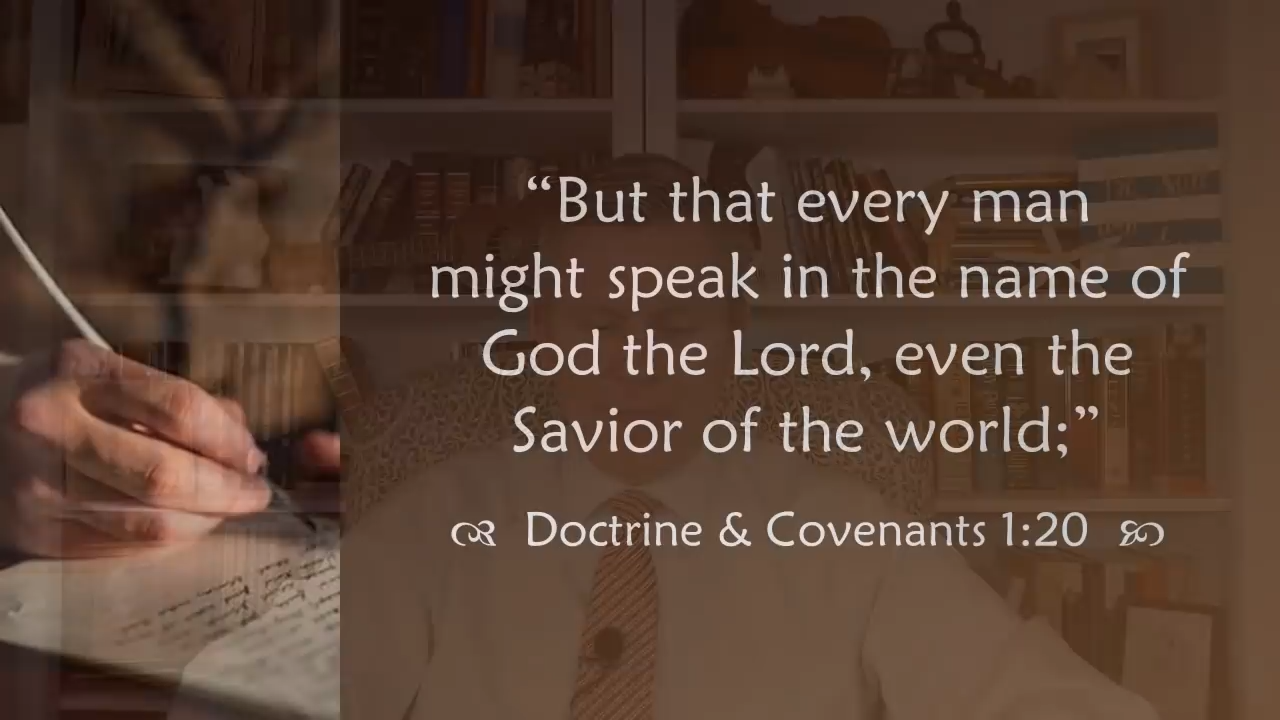 “But that every man
might speak in the name of
God the Lord, even the
Savior of the world;”
Doctrine & Covenants 1:20